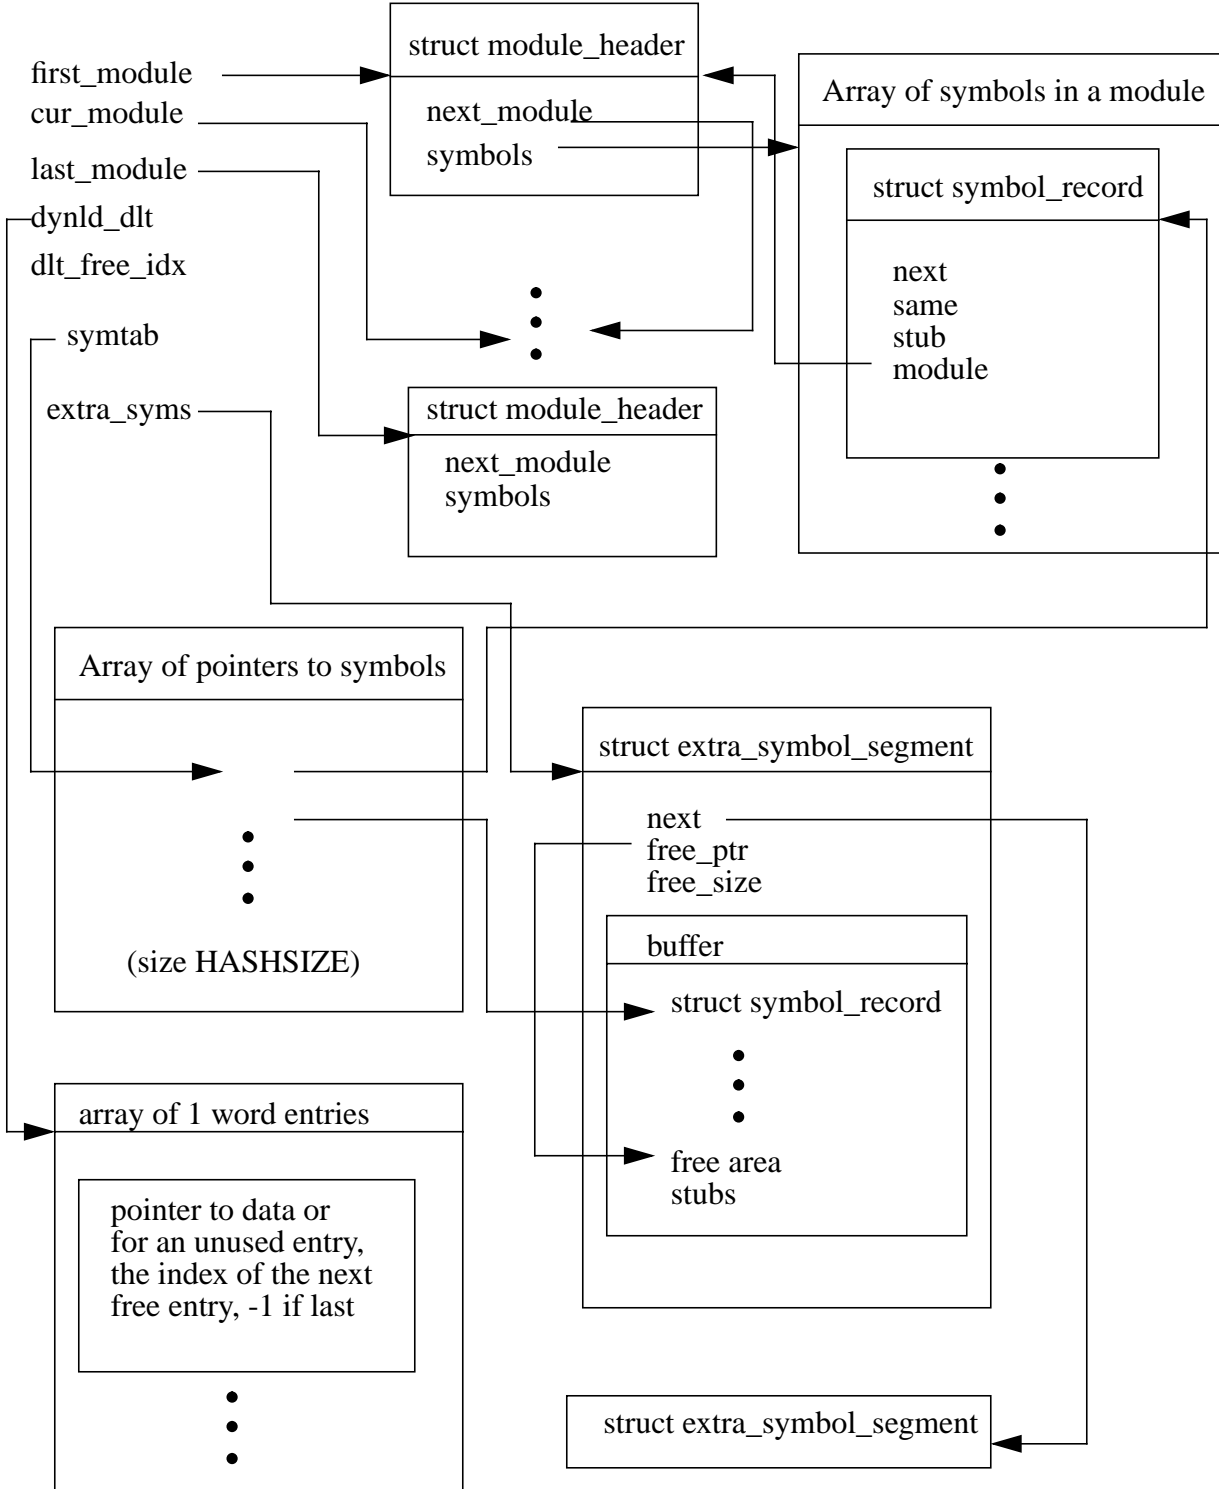 struct module_header
first_module
cur_module
next_module
symbols
last_module
dynld_dlt
dlt_free_idx
symtab
extra_syms
Array of symbols in a module
struct symbol_record
next
same
stub
module
struct module_header
next_module
symbols
Array of pointers to symbols
(size HASHSIZE)
struct extra_symbol_segment
next
free_ptr
free_size
buffer
struct symbol_record
free area
stubs
array of 1 word entries
pointer to data or
for an unused entry,
the index of the next
free entry, -1 if last
struct extra_symbol_segment